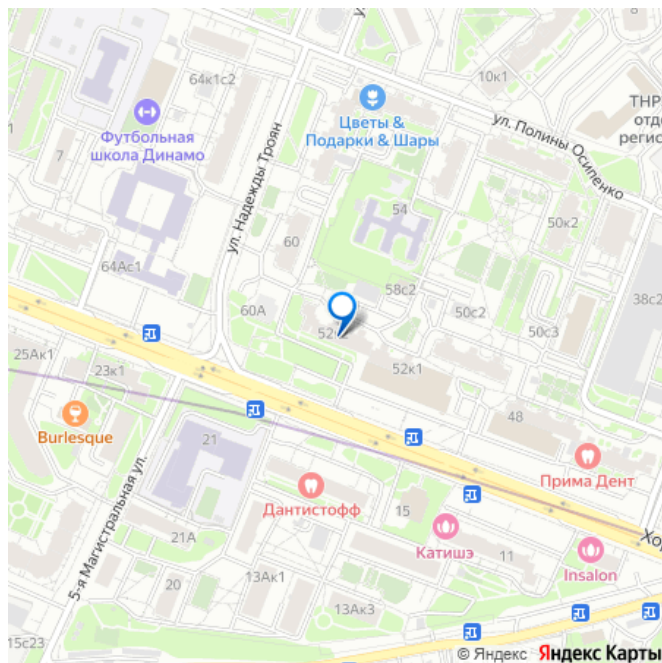 64к1с2
10к1
ТНР
отде
регис
Цветы &
Подарки & Шары
Футбольная
школа Динамо
ул. Полины Осипенко
7
ул. Надежды Троян
54
50к2
60
64Ас1
58с2
38с2
60А
50с2
50с3
25Ак1
23к1
52к1
48
Burlesque
21
Прима Дент
5-я Магистральная ул.
Дантистофф
15
Хор
21А
Катишэ
11
Insalon
20
13Ак1
13Ак3
15с23
© Яндекс Яндекс Карты